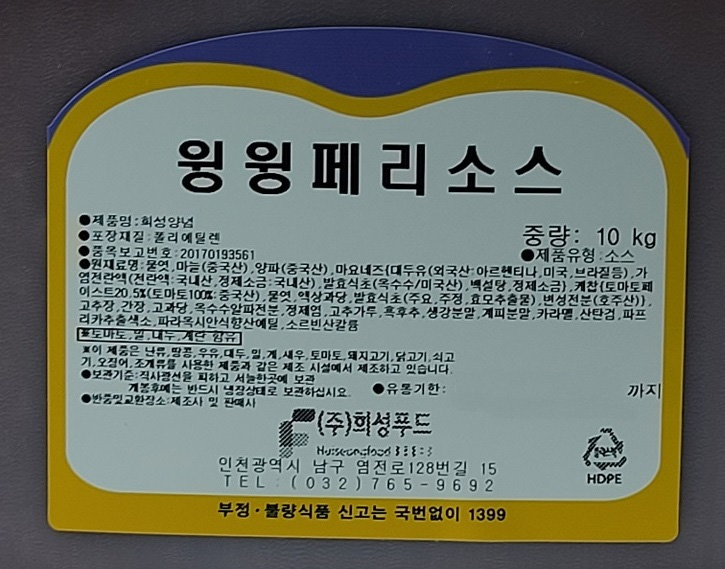 윙윙페리소스
●제품명:희성양념
●포장재질:폴리에틸렌
중량: 10 kg
●품목보고번호:20170193561
●제품유형:소스
●원재료명:물엿,마늘(중국산),양파(중국산),마요네즈{대두유(외국산:아르헨티나,미국,브라질등),가
염전란액(전란액:국내산,정제소금:국내산),발효식초(옥수수/미국산),백설탕,정제소금},케찹(토마토페
이스트20.5%(토마토100%:중국산),물엿,액상과당,발효식초(주요,주정,효모추출물),변성전분(호주산)),
고추장,간장,고과당,옥수수알파전분,정제염,고추가루,흑후추,생강분말,계피분말,카라멜,산탄검,파프
리카추출색소,파라옥시안식향산에틸,소르빈산칼륨
*토마토,밀,대두,계란 함유
*이 제품은 난류,땅콩,우유,대두,밀,게,새우,토마토,돼지고기,닭고기,쇠고
기,오징어,조개류를 사용한 제품과 같은 제조 시설에서 제조하고 있습니다.
●보관기준:직사광선을 피하고 서늘한곳에 보관
개봉후에는 반드시 냉장상태로 보관하십시요.
●유통기한: 까지
●반품및교환장소:제조사 및 판매사
(주)희성푸드
인천광역시 남구 염전로128번길 15
TEL:(032)765-9692
HDPE
부정·불량식품 신고는 국번없이 1399